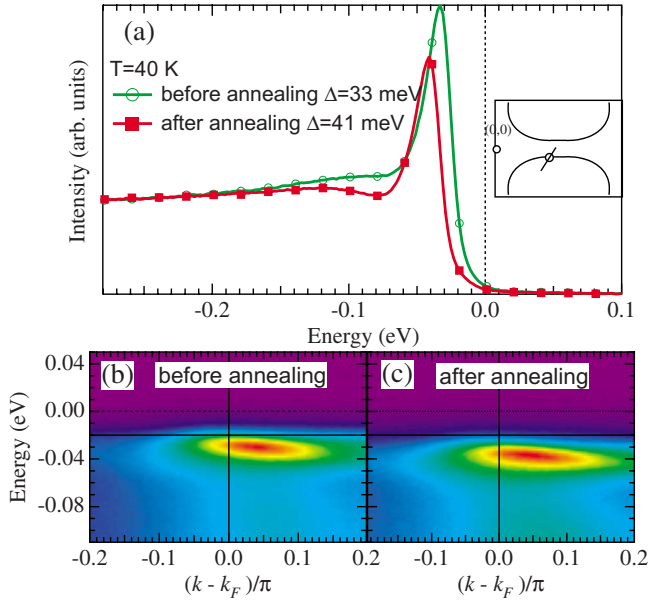 (a)
T=40 K
before annealing Δ=33 meV
after annealing Δ=41 meV
(0,0)
Intensity (arb. units)
-0.2 -0.1 0.0 0.1
Energy (eV)
(b) before annealing
(c) after annealing
0.04
0.00
-0.04
-0.08
Energy (eV)
-0.2 -0.1 0.0 0.1 0.2
-0.1 0.0 0.1 0.2
(k - kF)/π
(k - kF)/π